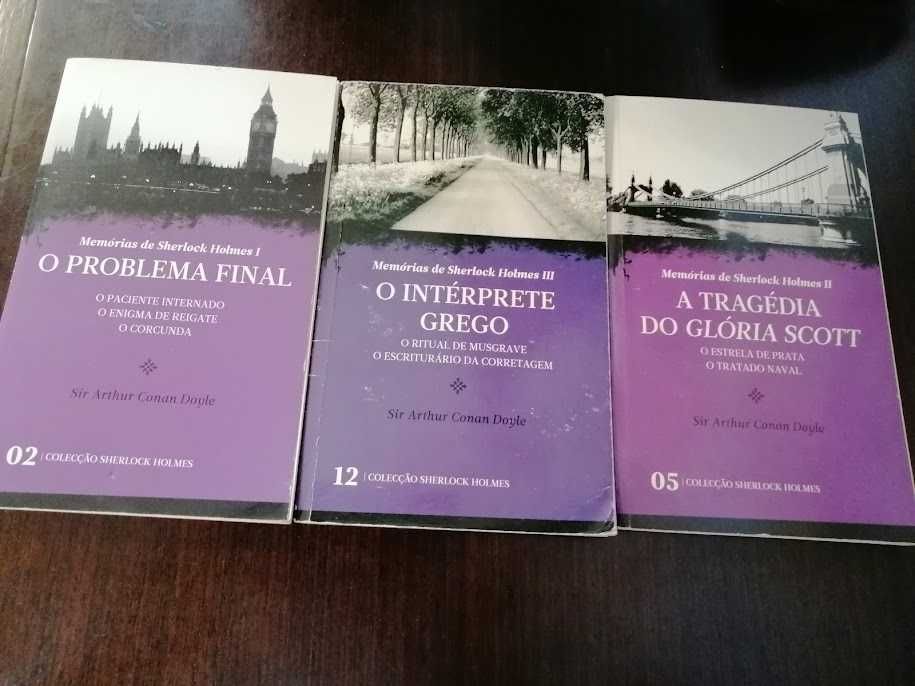 Memórias de Sherlock Holmes I
O PROBLEMA FINAL
O PACIENTE INTERNADO
O ENIGMA DE REIGATE
O CORCUNDA
Sir Arthur Conan Doyle
02 | COLECÇÃO SHERLOCK HOLMES
Memórias de Sherlock Holmes III
O INTÉRPRETE
GREGO
O RITUAL DE MUSGRAVE
O ESCRITURÁRIO DA CORRETAGEM
Sir Arthur Conan Doyle
12 | COLECÇÃO SHERLOCK HOLMES
Memórias de Sherlock Holmes II
A TRAGÉDIA
DO GLÓRIA SCOTT
O ESTRELA DE PRATA
O TRATADO NAVAL
Sir Arthur Conan Doyle
05 | COLECÇÃO SHERLOCK HOLMES